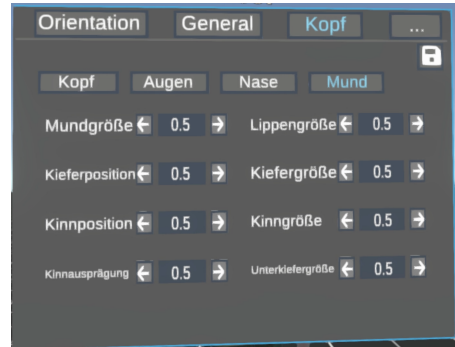 Orientation General Kopf ...
Kopf Augen Nase Mund
Mundgröße 0.5 Lippengröße 0.5
Kieferposition 0.5 Kiefergröße 0.5
Kinnposition 0.5 Kinngröße 0.5
Kinnausprägung 0.5 Unterkiefergröße 0.5